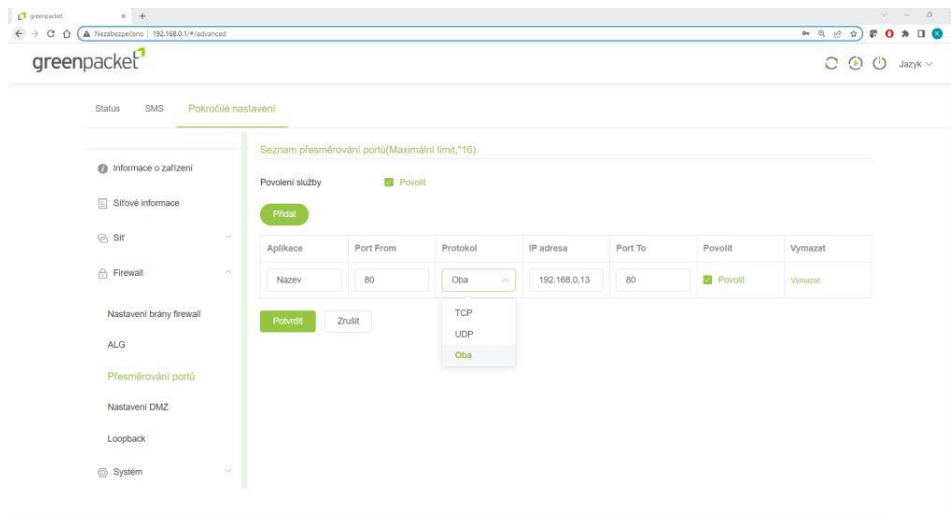 greenpacket
Nezabezpečeno | 192.168.0.1/#/advanced
K
greenpacket
Jazyk
Status SMS Pokročilé nastavení
Informace o zařízení
Síťové informace
Síť
Firewall
Nastavení brány firewall
ALG
Přesměrování portů
Nastavení DMZ
Loopback
Systém
Seznam přesměrování portů(Maximální limit,"16)
Povolení služby Povolit
Přidat
Aplikace Port From Protokol IP adresa Port To Povolit Vymazat
Nazev 80 Oba 192.168.0.13 80 Povolit Vymazat
Potvrdit Zrušit
TCP
UDP
Oba